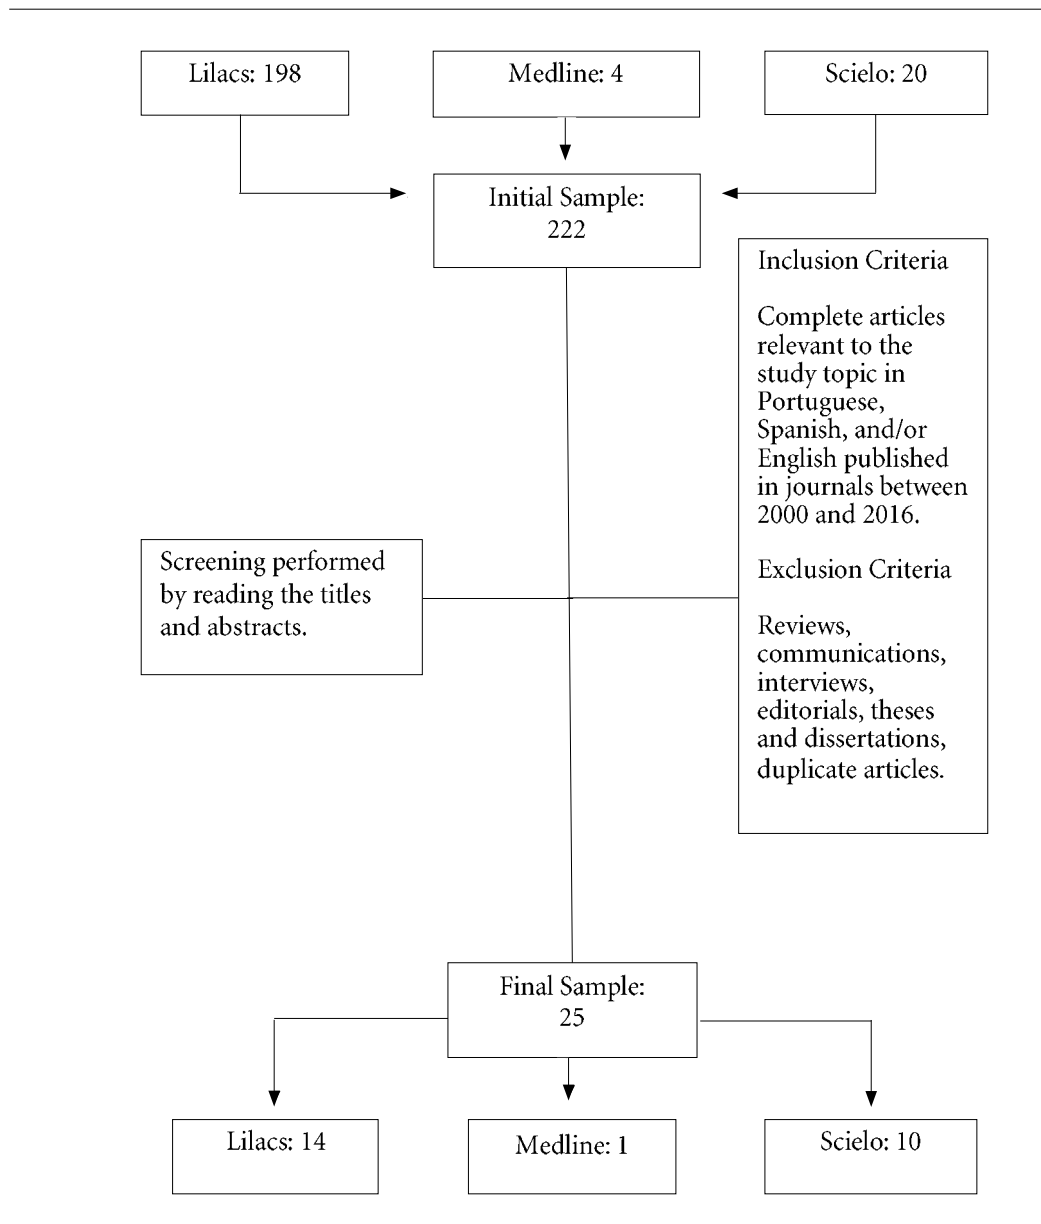 Lilacs: 198
Medline: 4
Scielo: 20
Initial Sample:
222
Inclusion Criteria
Complete articles
relevant to the
study topic in
Portuguese,
Spanish, and/or
English published
in journals between
2000 and 2016.
Exclusion Criteria
Reviews,
communications,
interviews,
editorials, theses
and dissertations,
duplicate articles.
Screening performed
by reading the titles
and abstracts.
Final Sample:
25
Lilacs: 14
Medline: 1
Scielo: 10